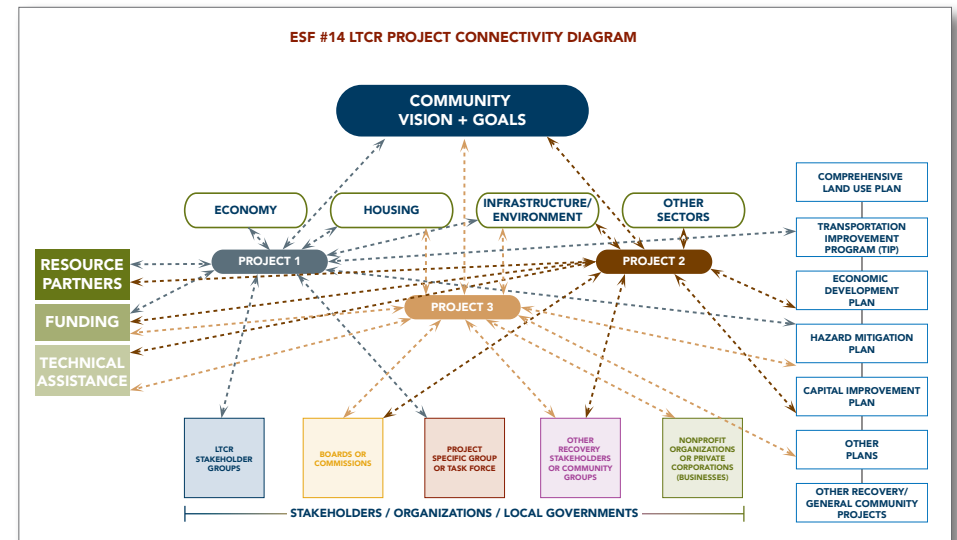 ESF #14 LTCR PROJECT CONNECTIVITY DIAGRAM
COMMUNITY
VISION + GOALS
ECONOMY
HOUSING
INFRASTRUCTURE/
ENVIRONMENT
OTHER
SECTORS
PROJECT 1
PROJECT 2
PROJECT 3
RESOURCE
PARTNERS
FUNDING
TECHNICAL
ASSISTANCE
COMPREHENSIVE
LAND USE PLAN
TRANSPORTATION
IMPROVEMENT
PROGRAM (TIP)
ECONOMIC
DEVELOPMENT
PLAN
HAZARD MITIGATION
PLAN
CAPITAL IMPROVEMENT
PLAN
OTHER
PLANS
OTHER RECOVERY/
GENERAL COMMUNITY
PROJECTS
LTCR
STAKEHOLDER
GROUPS
BOARDS OR
COMMISSIONS
PROJECT
SPECIFIC GROUP
OR TASK FORCE
OTHER
RECOVERY
STAKEHOLDERS
OR COMMUNITY
GROUPS
NONPROFIT
ORGANIZATIONS
OR PRIVATE
CORPORATIONS
(BUSINESSES)
STAKEHOLDERS / ORGANIZATIONS / LOCAL GOVERNMENTS